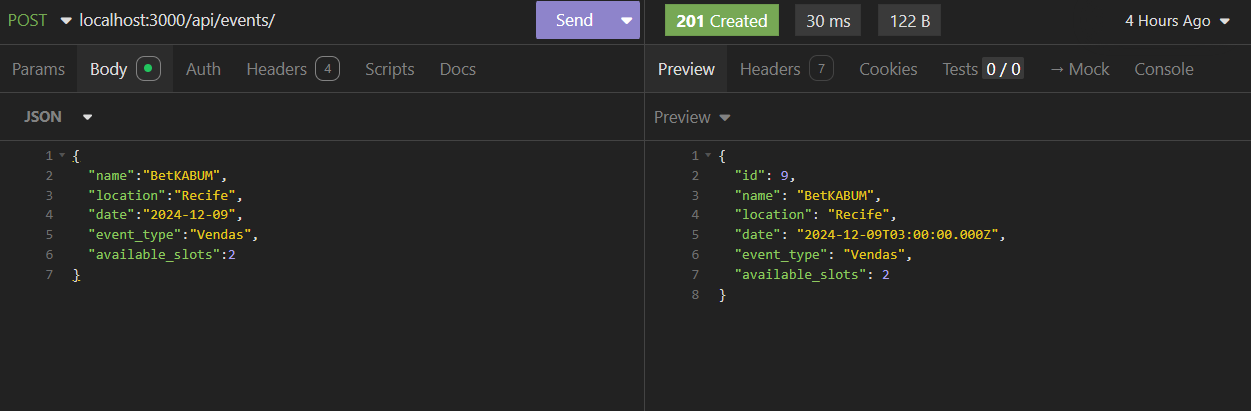 POST localhost:3000/api/events/ Send 201 Created 30 ms 122 B 4 Hours Ago
Params Body Auth Headers 4 Scripts Docs Preview Headers 7 Cookies Tests 0 / 0 → Mock Console
JSON Preview
1 {
2 "name":"BetKABUM",
3 "location":"Recife",
4 "date":"2024-12-09",
5 "event_type":"Vendas",
6 "available_slots":2
7 }
1 {
2 "id": 9,
3 "name": "BetKABUM",
4 "location": "Recife",
5 "date": "2024-12-09T03:00:00.000Z",
6 "event_type": "Vendas",
7 "available_slots": 2
8 }